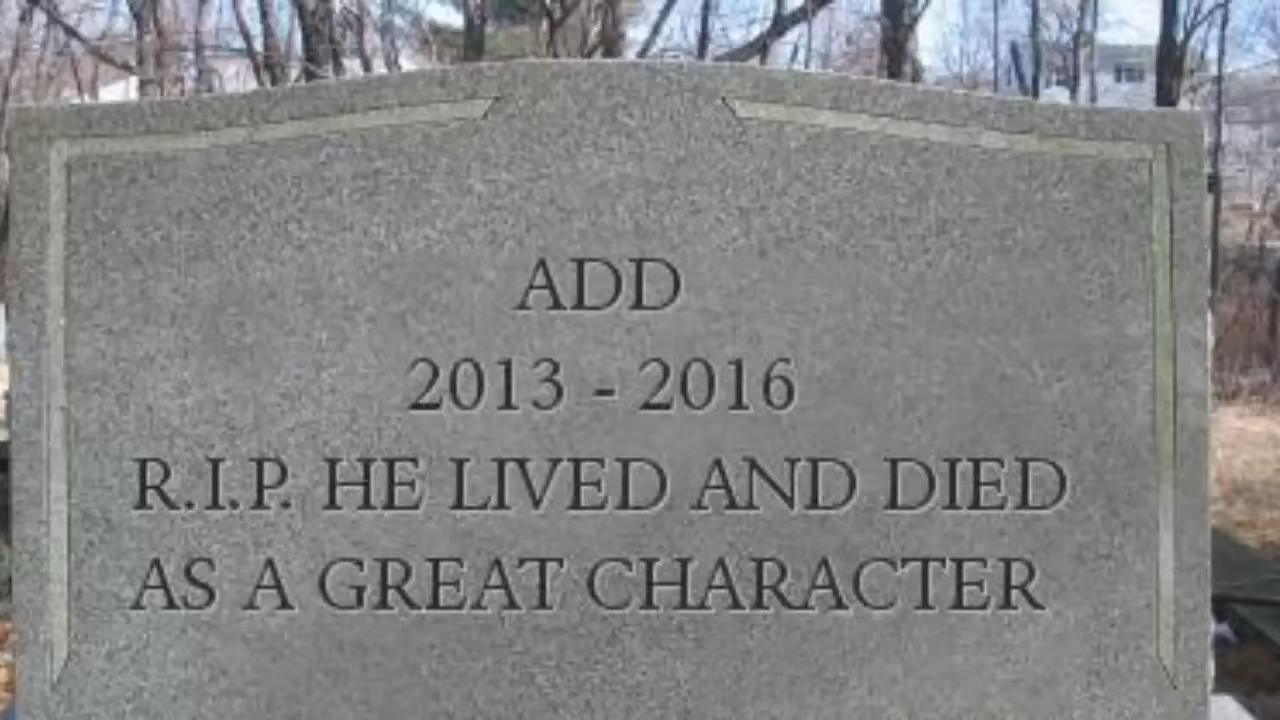 ADD
2013 - 2016
R.I.P. HE LIVED AND DIED
AS A GREAT CHARACTER